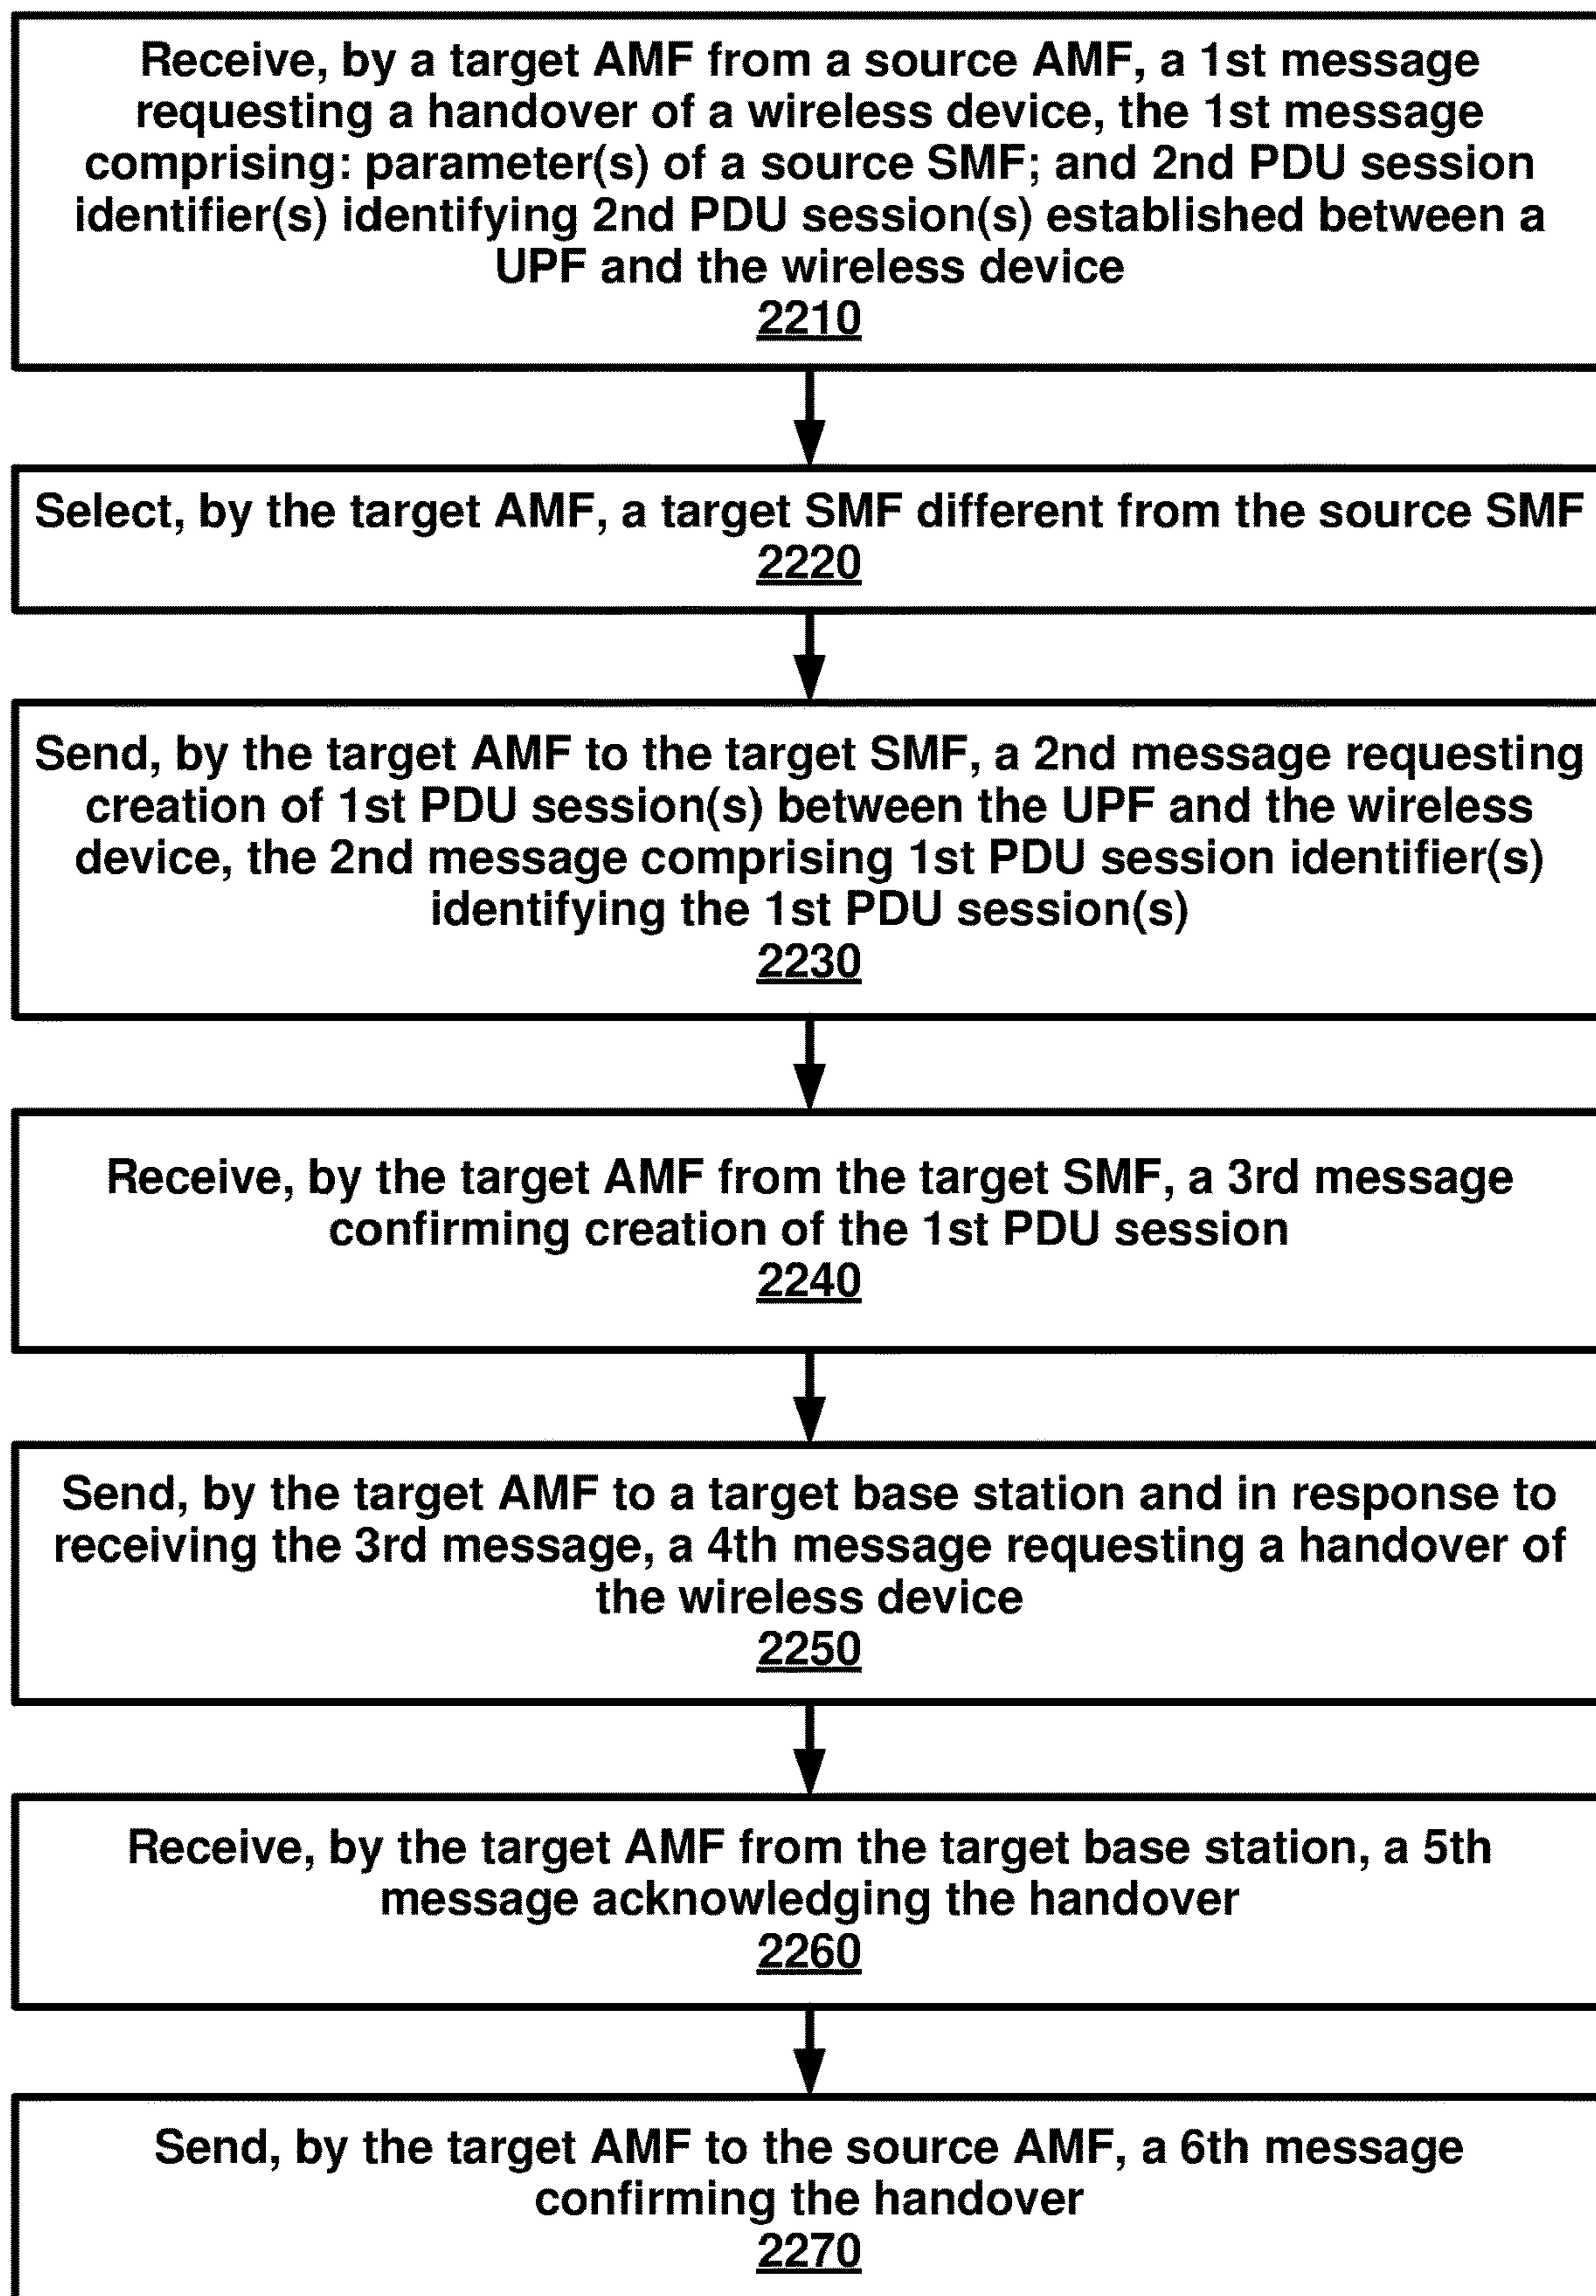 Receive, by a target AMF from a source AMF, a 1st message
requesting a handover of a wireless device, the 1st message
comprising: parameter(s) of a source SMF; and 2nd PDU session
identifier(s) identifying 2nd PDU session(s) established between a
UPF and the wireless device
2210
Select, by the target AMF, a target SMF different from the source SMF
2220
Send, by the target AMF to the target SMF, a 2nd message requesting
creation of 1st PDU session(s) between the UPF and the wireless
device, the 2nd message comprising 1st PDU session identifier(s)
identifying the 1st PDU session(s)
2230
Receive, by the target AMF from the target SMF, a 3rd message
confirming creation of the 1st PDU session
2240
Send, by the target AMF to a target base station and in response to
receiving the 3rd message, a 4th message requesting a handover of
the wireless device
2250
Receive, by the target AMF from the target base station, a 5th
message acknowledging the handover
2260
Send, by the target AMF to the source AMF, a 6th message
confirming the handover
2270